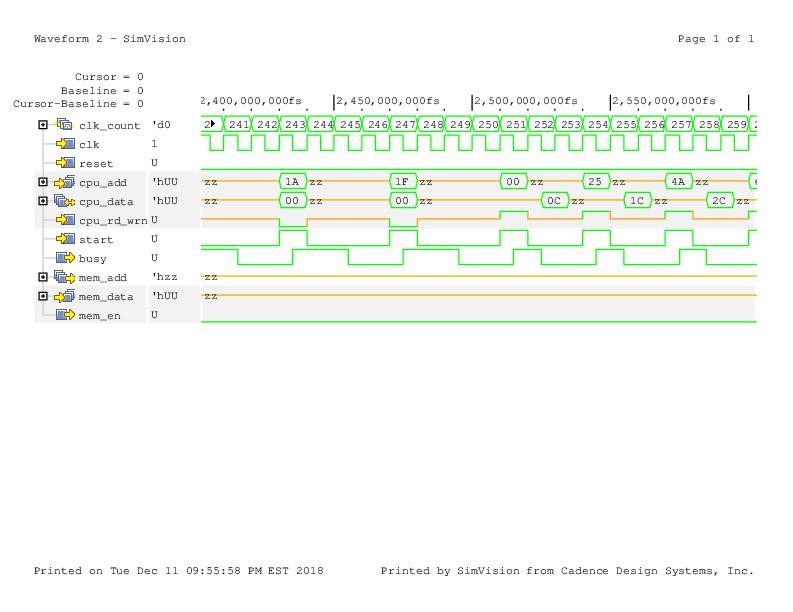 Waveform 2 - SimVision Page 1 of 1
Cursor = 0
Baseline = 0
Cursor-Baseline = 0
2,400,000,000fs 2,450,000,000fs 2,500,000,000fs 2,550,000,000fs
clk_count 'd0 2 241 242 243 244 245 246 247 248 249 250 251 252 253 254 255 256 257 258 259
clk 1
reset U
cpu_add 'hUU zz 1A zz 1F zz 00 zz 25 zz 4A zz
cpu_data 'hUU zz 00 zz 00 zz 0C zz 1C zz 2C zz
cpu_rd_wrn U
start U
busy U
mem_add 'hzz zz
mem_data 'hUU zz
mem_en U
Printed on Tue Dec 11 09:55:58 PM EST 2018 Printed by SimVision from Cadence Design Systems, Inc.